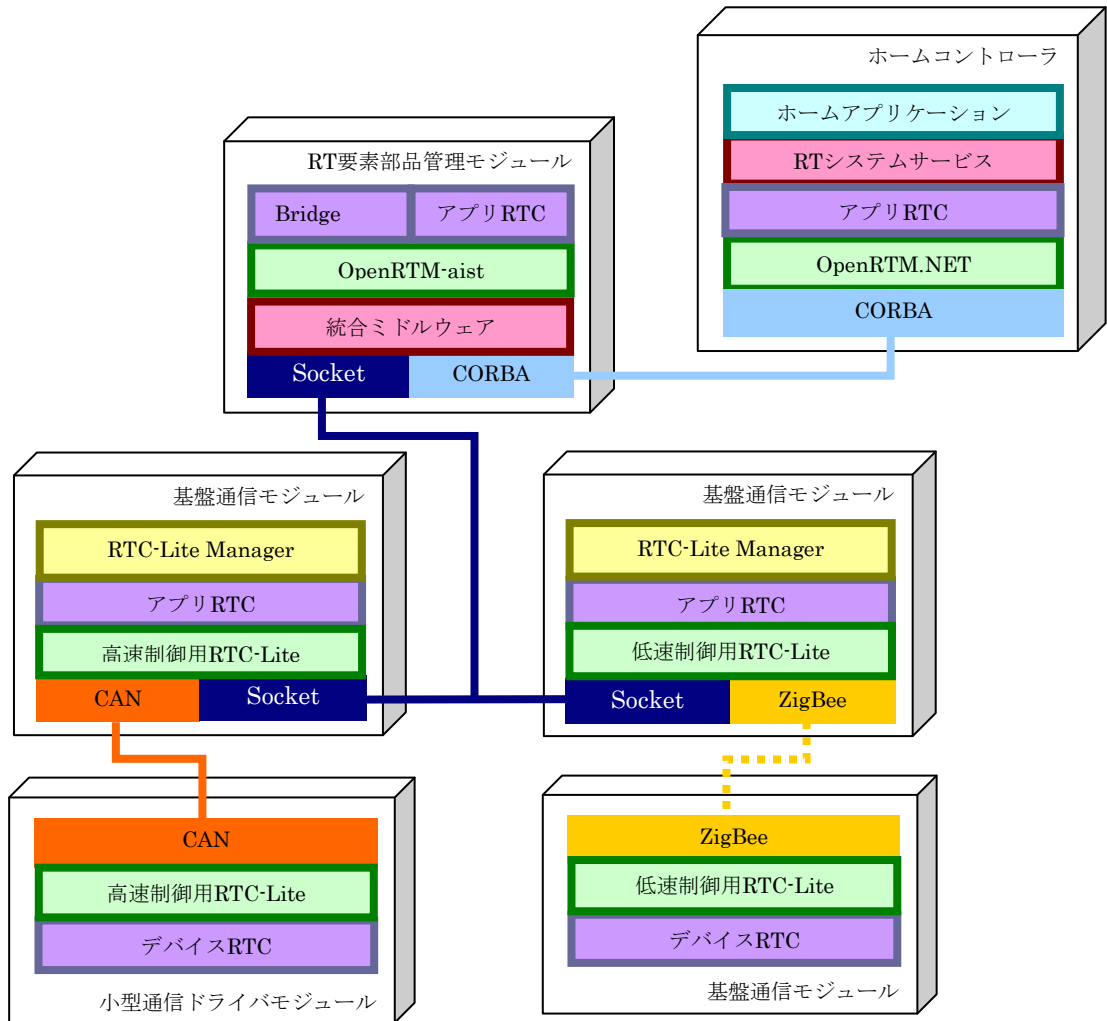 ホームコントローラ
ホームアプリケーション
RTシステムサービス
アプリRTC
OpenRTM.NET
CORBA
RT要素部品管理モジュール
Bridge
アプリRTC
OpenRTM-aist
統合ミドルウェア
Socket
CORBA
基盤通信モジュール
RTC-Lite Manager
アプリRTC
高速制御用RTC-Lite
CAN
Socket
基盤通信モジュール
RTC-Lite Manager
アプリRTC
低速制御用RTC-Lite
Socket
ZigBee
CAN
高速制御用RTC-Lite
デバイスRTC
小型通信ドライバモジュール
ZigBee
低速制御用RTC-Lite
デバイスRTC
基盤通信モジュール